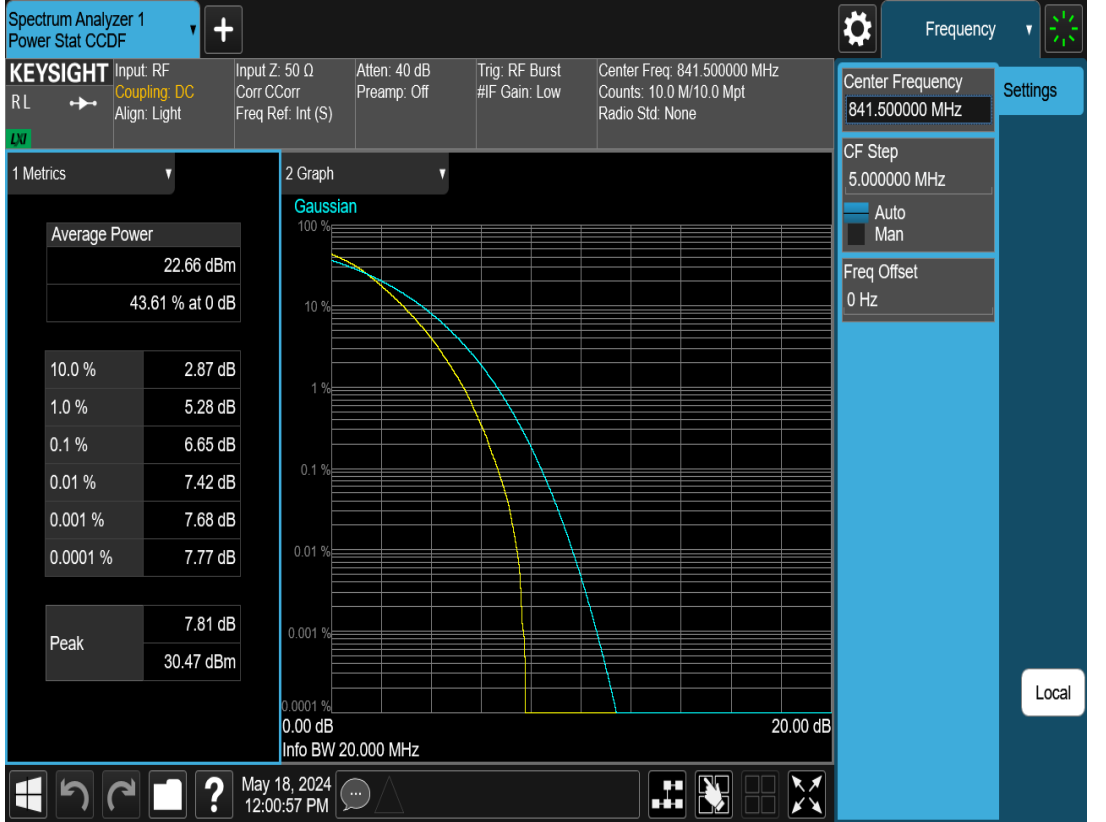 Spectrum Analyzer 1
Power Stat CCDF
Frequency
KEYSIGHT
RL
LXI
Input: RF
Coupling: DC
Align: Light
Input Z: 50 Ω
Corr CCorr
Freq Ref: Int (S)
Atten: 40 dB
Preamp: Off
Trig: RF Burst
#IF Gain: Low
Center Freq: 841.500000 MHz
Counts: 10.0 M/10.0 Mpt
Radio Std: None
1 Metrics
Average Power
22.66 dBm
43.61 % at 0 dB
10.0 % 2.87 dB
1.0 % 5.28 dB
0.1 % 6.65 dB
0.01 % 7.42 dB
0.001 % 7.68 dB
0.0001 % 7.77 dB
Peak
7.81 dB
30.47 dBm
2 Graph
Gaussian
100 %
10 %
1 %
0.1 %
0.01 %
0.001 %
0.0001 %
0.00 dB 20.00 dB
Info BW 20.000 MHz
Center Frequency
841.500000 MHz
CF Step
5.000000 MHz
Auto
Man
Freq Offset
0 Hz
Settings
Local
?
May 18, 2024
12:00:57 PM